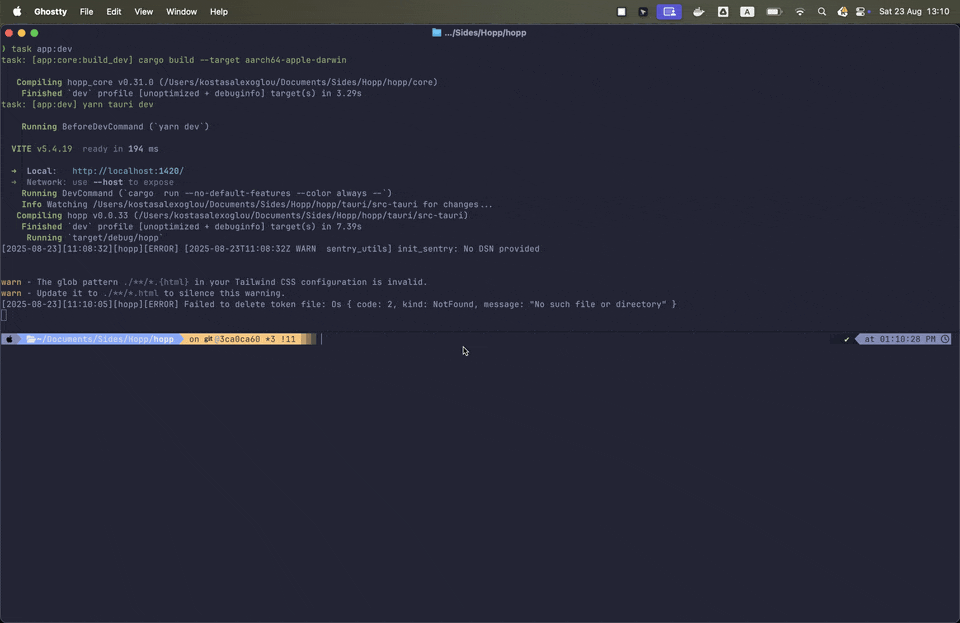 Ghostty File Edit View Window Help A Sat 23 Aug 13:10
.../Sides/Hopp/hopp
❯ task app:dev
task: [app:core:build_dev] cargo build --target aarch64-apple-darwin
Compiling hopp_core v0.31.0 (/Users/kostasalexoglou/Documents/Sides/Hopp/hopp/core)
Finished `dev` profile [unoptimized + debuginfo] target(s) in 3.29s
task: [app:dev] yarn tauri dev
Running BeforeDevCommand (`yarn dev`)
VITE v5.4.19 ready in 194 ms
➜ Local: http://localhost:1420/
➜ Network: use --host to expose
Running DevCommand (`cargo run --no-default-features --color always --`)
Info Watching /Users/kostasalexoglou/Documents/Sides/Hopp/hopp/tauri/src-tauri for changes...
Compiling hopp v0.0.33 (/Users/kostasalexoglou/Documents/Sides/Hopp/hopp/tauri/src-tauri)
Finished `dev` profile [unoptimized + debuginfo] target(s) in 7.39s
Running `target/debug/hopp`
[2025-08-23][11:08:32][hopp][ERROR] [2025-08-23T11:08:32Z WARN sentry_utils] init_sentry: No DSN provided
warn - The glob pattern ./**/*.{html} in your Tailwind CSS configuration is invalid.
warn - Update it to ./**/*.html to silence this warning.
[2025-08-23][11:10:05][hopp][ERROR] Failed to delete token file: Os { code: 2, kind: NotFound, message: "No such file or directory" }
~/Documents/Sides/Hopp/hopp on git @3ca0ca60 *3 !11 ✔ at 01:10:28 PM